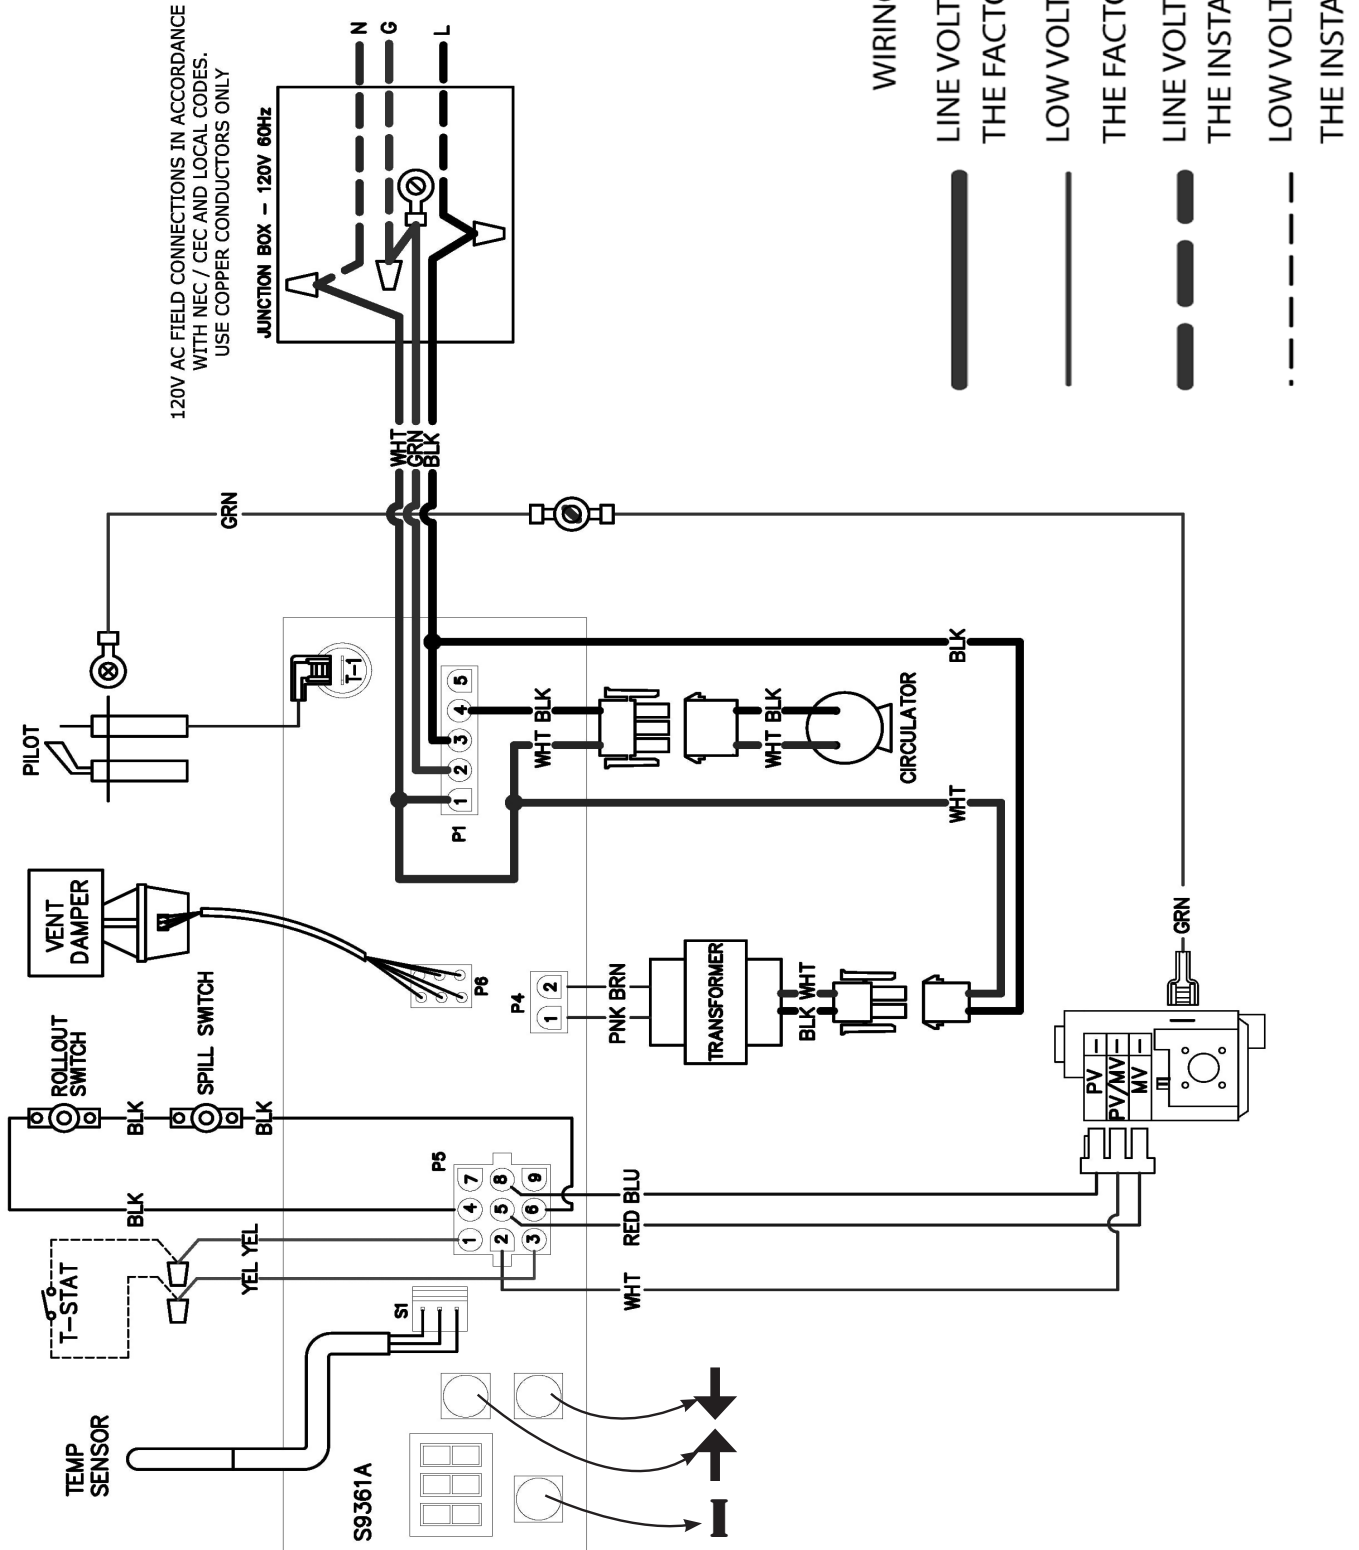 120V AC FIELD CONNECTIONS IN ACCORDANCE
WITH NEC / CEC AND LOCAL CODES.
USE COPPER CONDUCTORS ONLY
JUNCTION BOX – 120V 60Hz
N
G
L
WHT
GRN
BLK
GRN
PILOT
T-1
5
4
3
2
1
P1
BLK
WHT
BLK
WHT
CIRCULATOR
BLK
WHT
VENT
DAMPER
P6
P4
2
1
BRN
PNK
TRANSFORMER
WHT
BLK
GRN
PV
PV/MV
MV
ROLLOUT
SWITCH
SPILL SWITCH
BLK
BLK
BLK
P5
7
8
9
4
5
6
1
2
3
BLU
RED
WHT
YEL
YEL
T-STAT
S1
TEMP
SENSOR
S9361A
I
WIRING
LINE VOLT
THE FACTO
LOW VOLT
THE FACTO
LINE VOLT
THE INSTA
LOW VOLT
THE INSTA